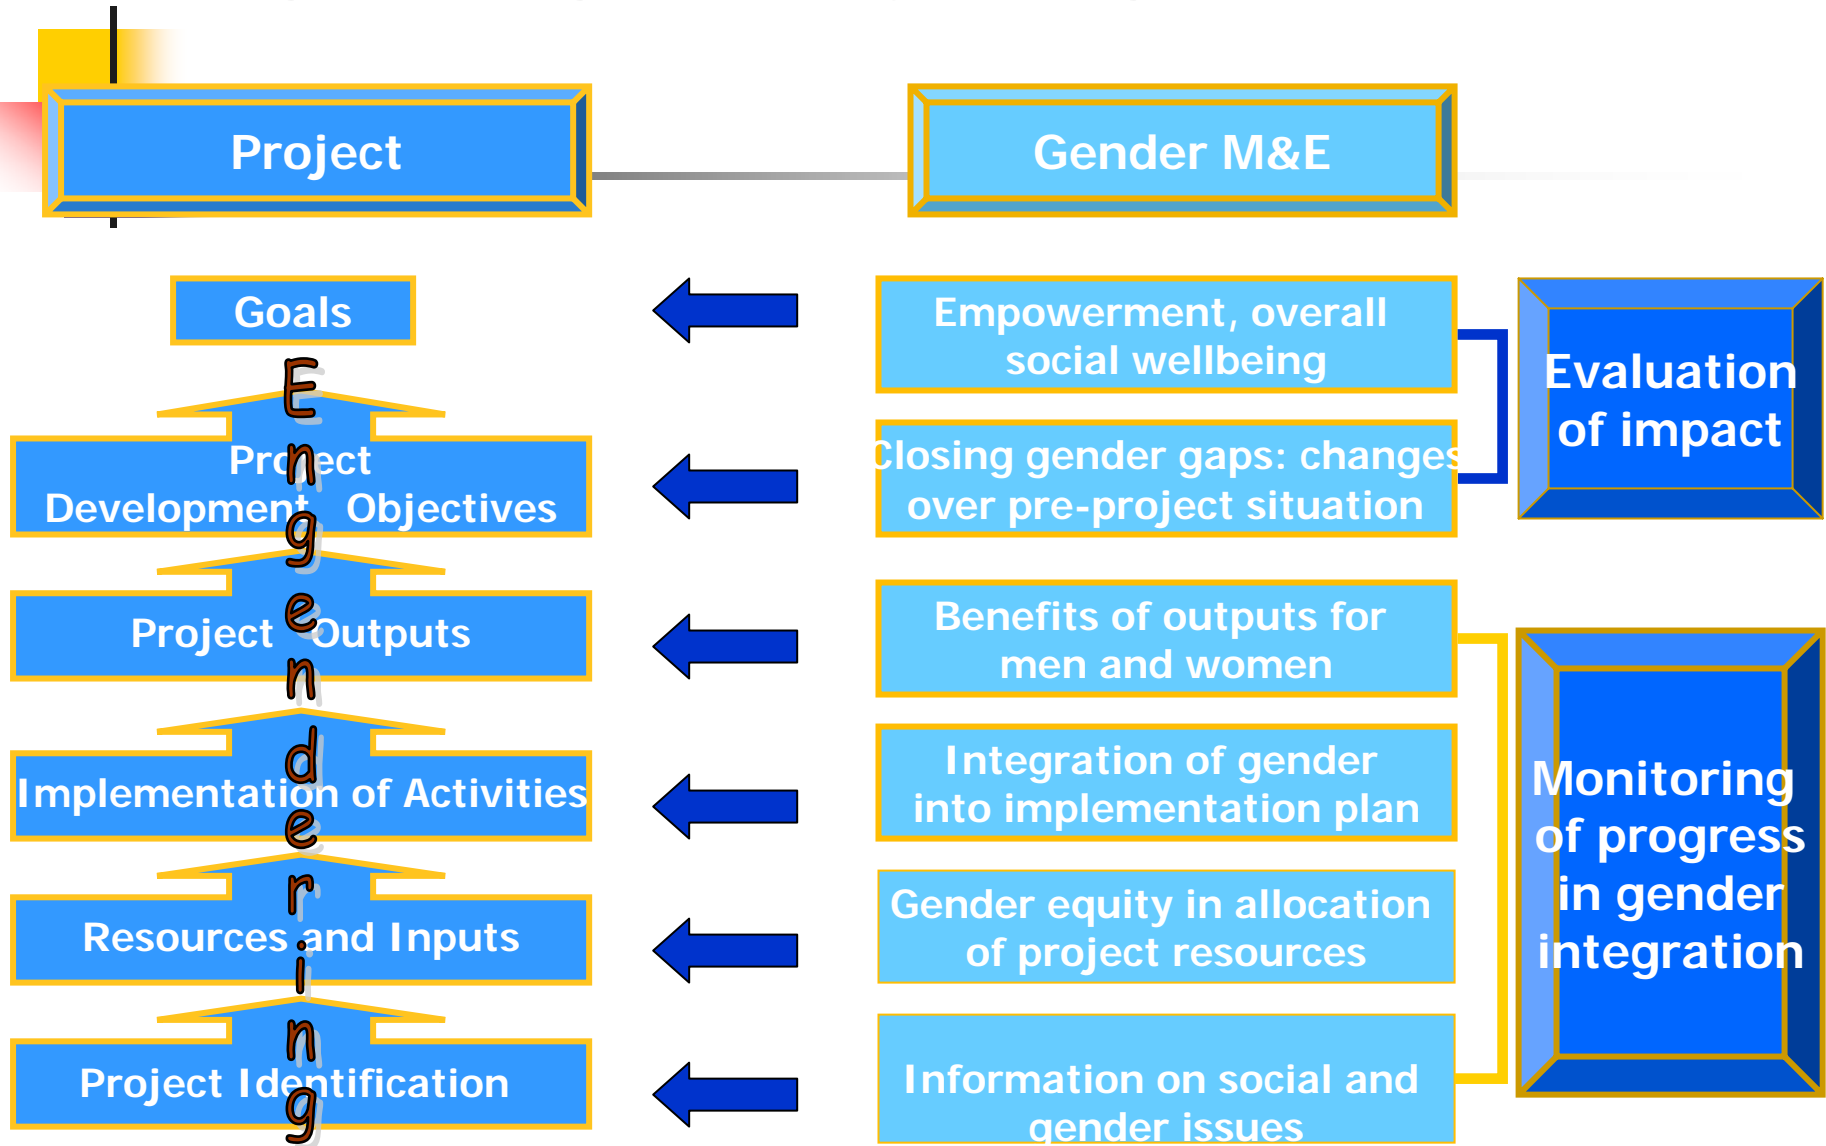 Project
Gender M&E
Goals
Empowerment, overall
social wellbeing
Evaluation
of impact
Project
Development Objectives
Closing gender gaps: changes
over pre-project situation
Project Outputs
Benefits of outputs for
men and women
Implementation of Activities
Integration of gender
into implementation plan
Monitoring
of progress
in gender
integration
Resources and Inputs
Gender equity in allocation
of project resources
Project Identification
Information on social and
gender issues
Engendering